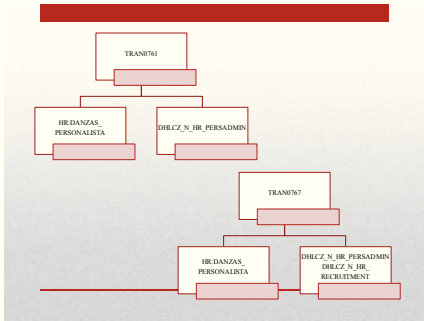 TRAN0761
HR:DANZAS_
PERSONALISTA
DHLCZ_N_HR_PERSADMIN
TRAN0767
HR:DANZAS_
PERSONALISTA
DHLCZ_N_HR_PERSADMIN
DHLCZ_N_HR_
RECRUITMENT